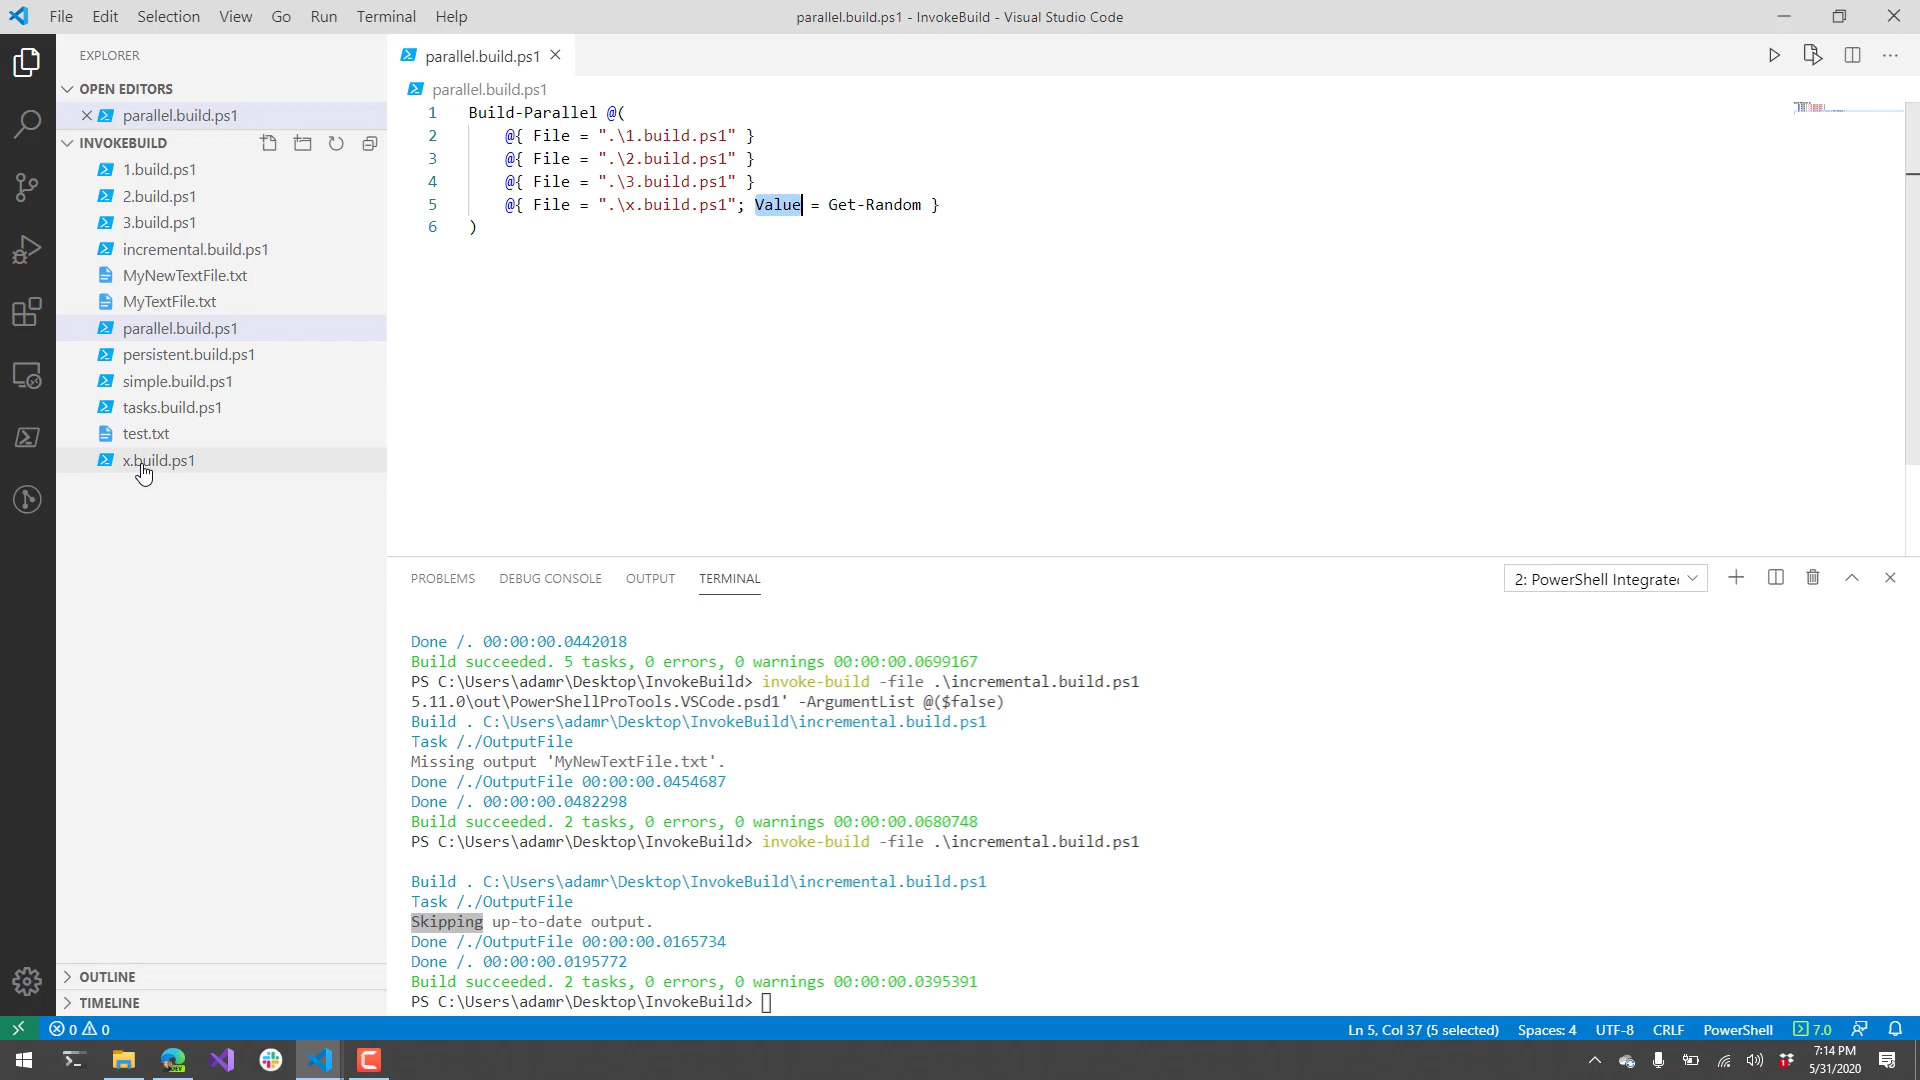 File Edit Selection View Go Run Terminal Help
parallel.build.ps1 - InvokeBuild - Visual Studio Code
EXPLORER
OPEN EDITORS
parallel.build.ps1
INVOKEBUILD
1.build.ps1
2.build.ps1
3.build.ps1
incremental.build.ps1
MyNewTextFile.txt
MyTextFile.txt
parallel.build.ps1
persistent.build.ps1
simple.build.ps1
tasks.build.ps1
test.txt
x.build.ps1
OUTLINE
TIMELINE
parallel.build.ps1
parallel.build.ps1
1 Build-Parallel @(
2 @{ File = ".\1.build.ps1" }
3 @{ File = ".\2.build.ps1" }
4 @{ File = ".\3.build.ps1" }
5 @{ File = ".\x.build.ps1"; Value = Get-Random }
6 )
PROBLEMS DEBUG CONSOLE OUTPUT TERMINAL
2: PowerShell Integrated
Done /. 00:00:00.0442018
Build succeeded. 5 tasks, 0 errors, 0 warnings 00:00:00.0699167
PS C:\Users\adamr\Desktop\InvokeBuild> invoke-build -file .\incremental.build.ps1
5.11.0\out\PowerShellProTools.VSCode.psd1' -ArgumentList @($false)
Build . C:\Users\adamr\Desktop\InvokeBuild\incremental.build.ps1
Task /./OutputFile
Missing output 'MyNewTextFile.txt'.
Done /./OutputFile 00:00:00.0454687
Done /. 00:00:00.0482298
Build succeeded. 2 tasks, 0 errors, 0 warnings 00:00:00.0680748
PS C:\Users\adamr\Desktop\InvokeBuild> invoke-build -file .\incremental.build.ps1
Build . C:\Users\adamr\Desktop\InvokeBuild\incremental.build.ps1
Task /./OutputFile
Skipping up-to-date output.
Done /./OutputFile 00:00:00.0165734
Done /. 00:00:00.0195772
Build succeeded. 2 tasks, 0 errors, 0 warnings 00:00:00.0395391
PS C:\Users\adamr\Desktop\InvokeBuild>
0 0
Ln 5, Col 37 (5 selected) Spaces: 4 UTF-8 CRLF PowerShell 7.0
7:14 PM
5/31/2020